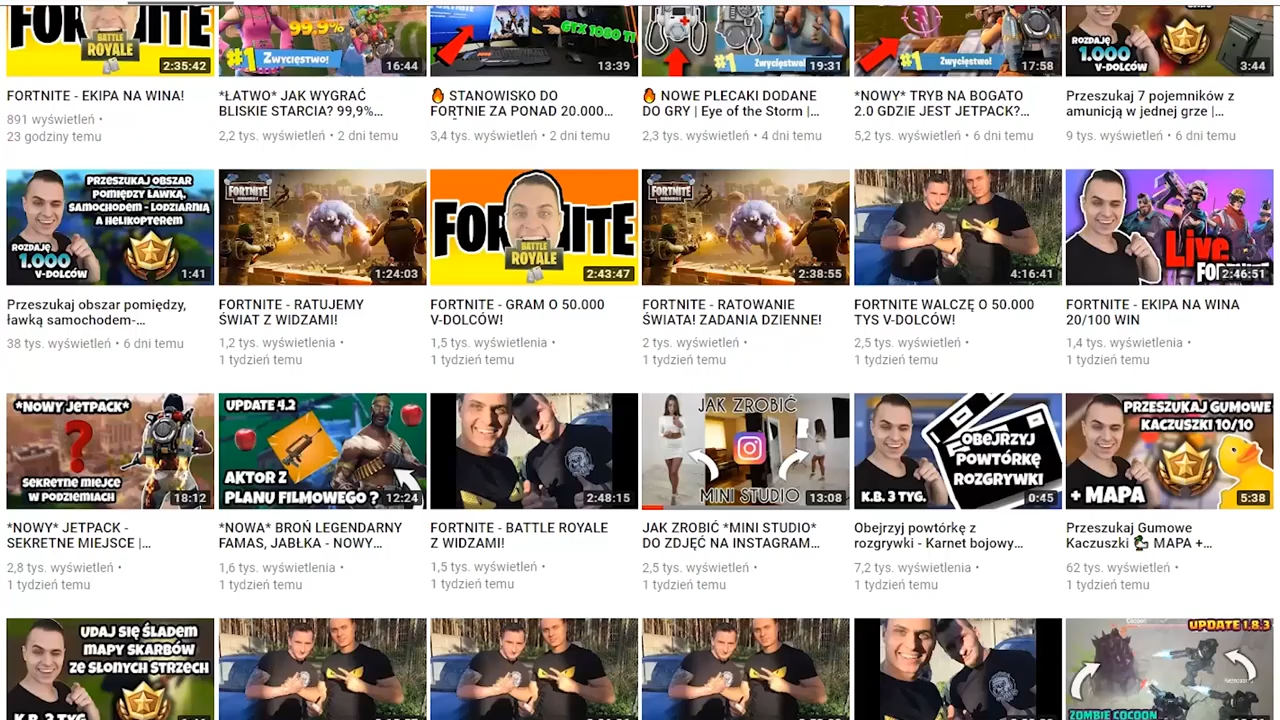 FORNITE
BATTLE
ROYALE
2:35:42
99.9%
#1 Zwycięstwo!
16:44
GTX 1080 TI
13:39
#1 Zwycięstwo!
19:31
#1 Zwycięstwo!
17:58
ROZDAJĘ
1.000
V-DOLCÓW
3:44
FORTNITE - EKIPA NA WINA!
891 wyświetleń •
23 godziny temu
*ŁATWO* JAK WYGRAĆ
BLISKIE STARCIA? 99,9%...
2,2 tys. wyświetleń • 2 dni temu
🔥 STANOWISKO DO
FORTNIE ZA PONAD 20.000...
3,4 tys. wyświetleń • 2 dni temu
🔥 NOWE PLECAKI DODANE
DO GRY | Eye of the Storm |...
2,3 tys. wyświetleń • 4 dni temu
*NOWY* TRYB NA BOGATO
2.0 GDZIE JEST JETPACK?...
5,2 tys. wyświetleń • 6 dni temu
Przeszukaj 7 pojemników z
amunicją w jednej grze |...
9 tys. wyświetleń • 6 dni temu
PRZESZUKAJ OBSZAR
POMIĘDZY ŁAWKĄ,
SAMOCHODEM - LODZIARNIĄ
A HELIKOPTEREM
ROZDAJĘ
1.000
V-DOLCÓW
1:41
FORTNITE
1:24:03
FORTNITE
BATTLE
ROYALE
2:43:47
FORTNITE
2:38:55
4:16:41
Live
FORTNITE
2:46:51
Przeszukaj obszar pomiędzy,
ławką samochodem-...
38 tys. wyświetleń • 6 dni temu
FORTNITE - RATUJEMY
ŚWIAT Z WIDZAMI!
1,2 tys. wyświetlenia •
1 tydzień temu
FORTNITE - GRAM O 50.000
V-DOLCÓW!
1,5 tys. wyświetlenia •
1 tydzień temu
FORTNITE - RATOWANIE
ŚWIATA! ZADANIA DZIENNE!
2 tys. wyświetleń •
1 tydzień temu
FORTNITE WALCZĘ O 50.000
TYS V-DOLCÓW!
2,5 tys. wyświetleń •
1 tydzień temu
FORTNITE - EKIPA NA WINA
20/100 WIN
1,4 tys. wyświetlenia •
1 tydzień temu
*NOWY JETPACK*
?
SEKRETNE MIEJSCE
W PODZIEMIACH
18:12
UPDATE 4.2
AKTOR Z
PLANU FILMOWEGO ?
12:24
2:48:15
JAK ZROBIĆ
MINI STUDIO
13:08
OBEJRZYJ
POWTÓRKĘ
ROZGRYWKI
K.B. 3 TYG.
0:45
PRZESZUKAJ GUMOWE
KACZUSZKI 10/10
+ MAPA
5:38
*NOWY* JETPACK -
SEKRETNE MIEJSCE |...
2,8 tys. wyświetleń •
1 tydzień temu
*NOWA* BROŃ LEGENDARNY
FAMAS, JABŁKA - NOWY...
1,6 tys. wyświetlenia •
1 tydzień temu
FORTNITE - BATTLE ROYALE
Z WIDZAMI!
1,5 tys. wyświetleń •
1 tydzień temu
JAK ZROBIĆ *MINI STUDIO*
DO ZDJĘĆ NA INSTAGRAM...
2,5 tys. wyświetleń •
1 tydzień temu
Obejrzyj powtórkę z
rozgrywki - Karnet bojowy...
7,2 tys. wyświetlenia •
1 tydzień temu
Przeszukaj Gumowe
Kaczuszki 🦆 MAPA +...
62 tys. wyświetleń •
1 tydzień temu
UDAJ SIĘ ŚLADEM
MAPY SKARBÓW
ZE SŁONYCH STRZECH
K.B. 3 TYG.
UPDATE 1.8.3
Cocoon
ZOMBIE COCOON